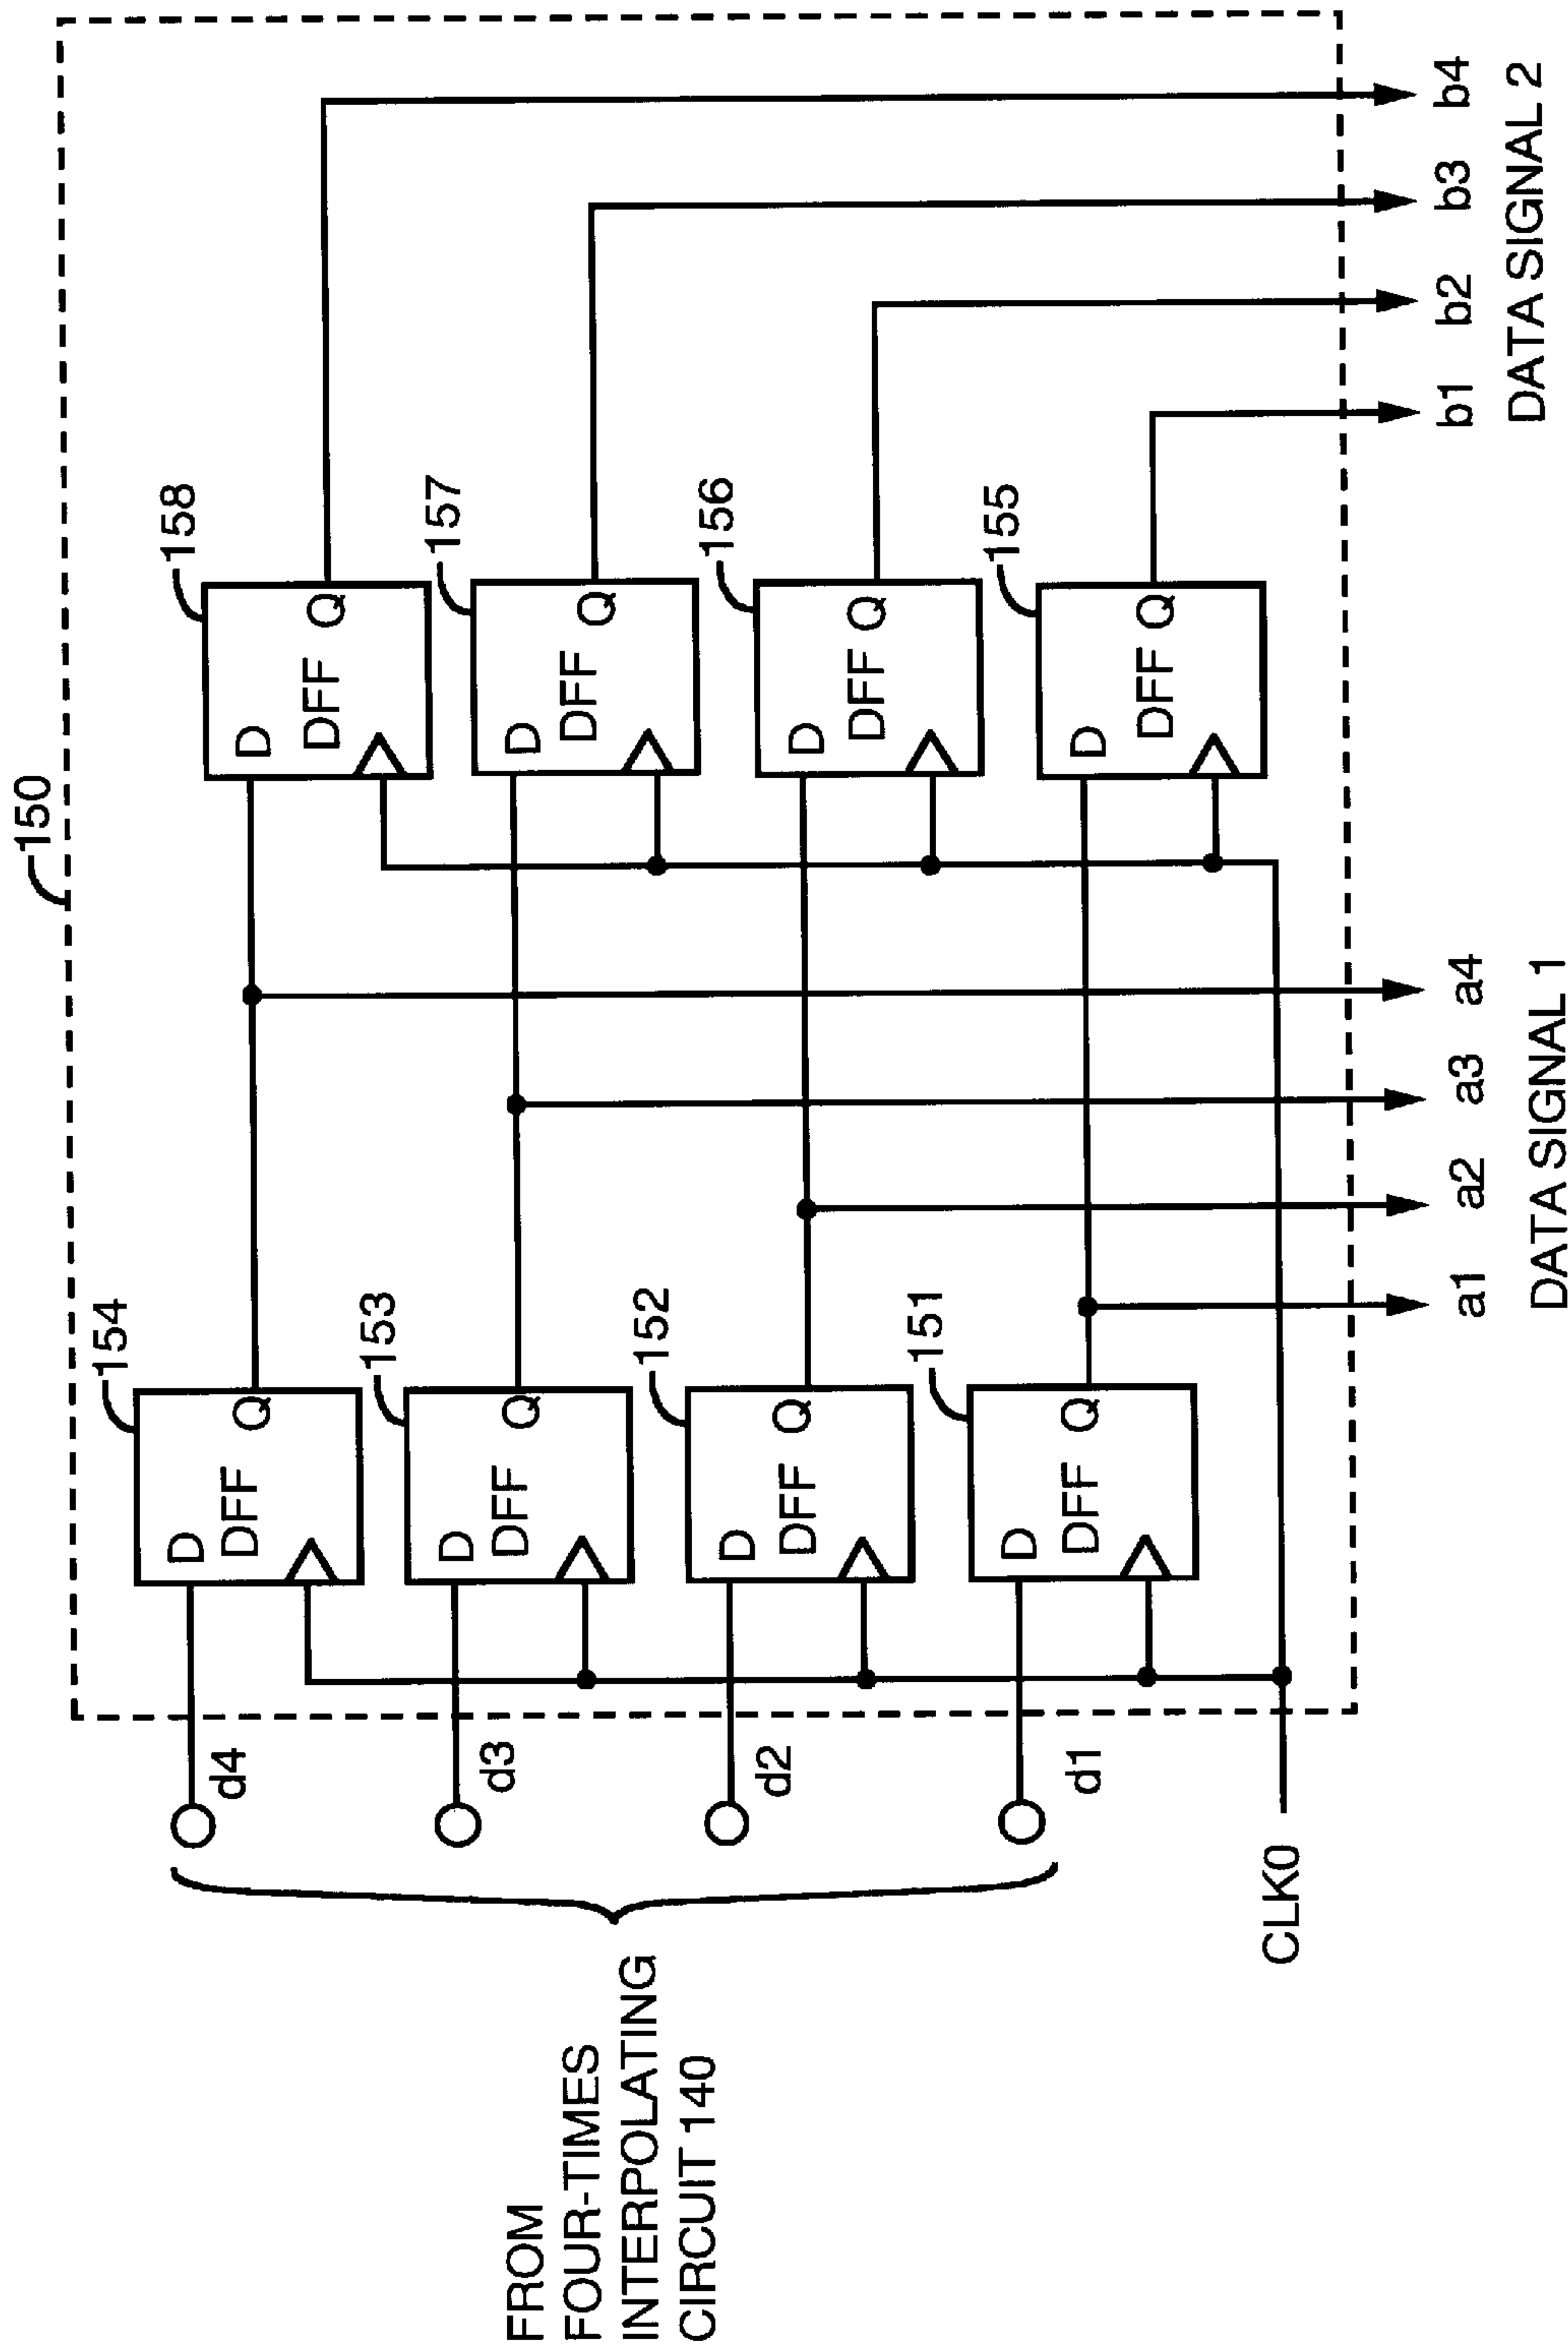 150
158
D
DFF Q
157
D
DFF Q
156
D
DFF Q
155
D
DFF Q
154
D
DFF Q
153
D
DFF Q
152
D
DFF Q
151
D
DFF Q
d4
d3
d2
d1
FROM
FOUR-TIMES
INTERPOLATING
CIRCUIT 140
CLK0
a1 a2 a3 a4
DATA SIGNAL 1
b1 b2 b3 b4
DATA SIGNAL 2